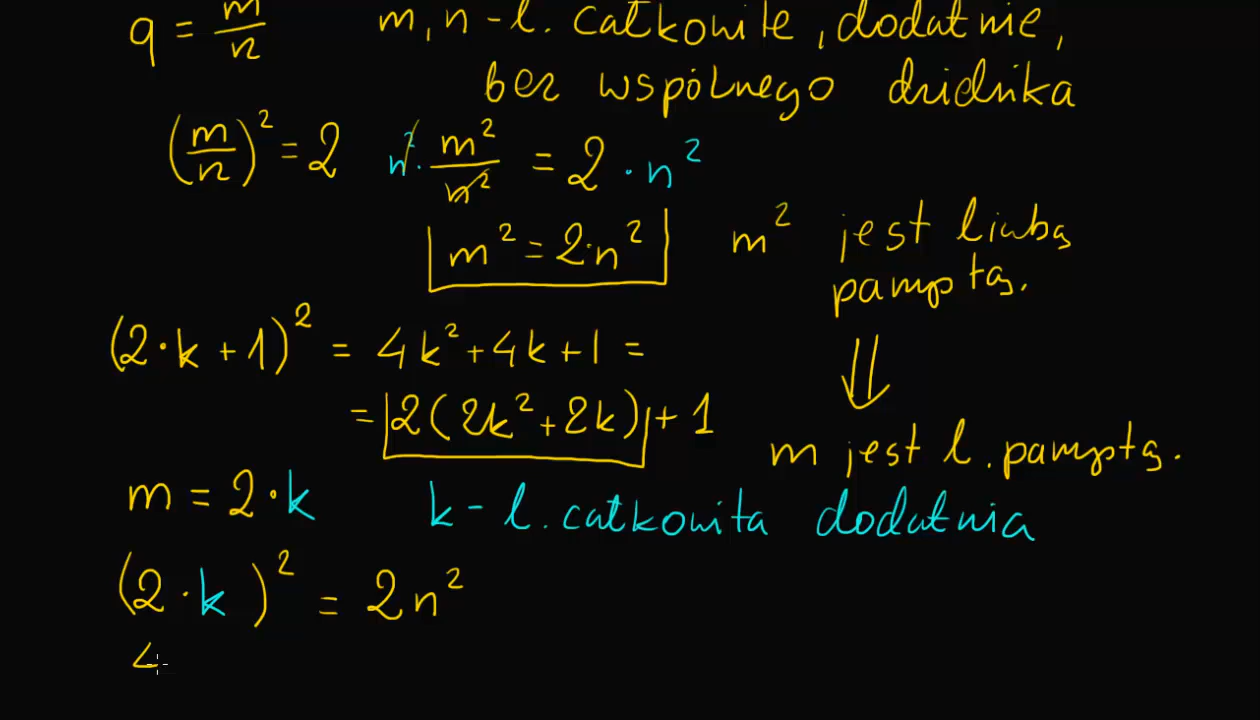 q = m/n m, n - l. całkowite, dodatnie,
bez wspólnego dzielnika
(m/n)² = 2 n² · m²/n² = 2 · n²
m² = 2·n² m² jest liczbą
parzystą.
(2·k + 1)² = 4k² + 4k + 1 =
= 2(2k² + 2k) + 1
m jest l. parzystą.
m = 2·k k - l. całkowita dodatnia
(2·k)² = 2n²
4